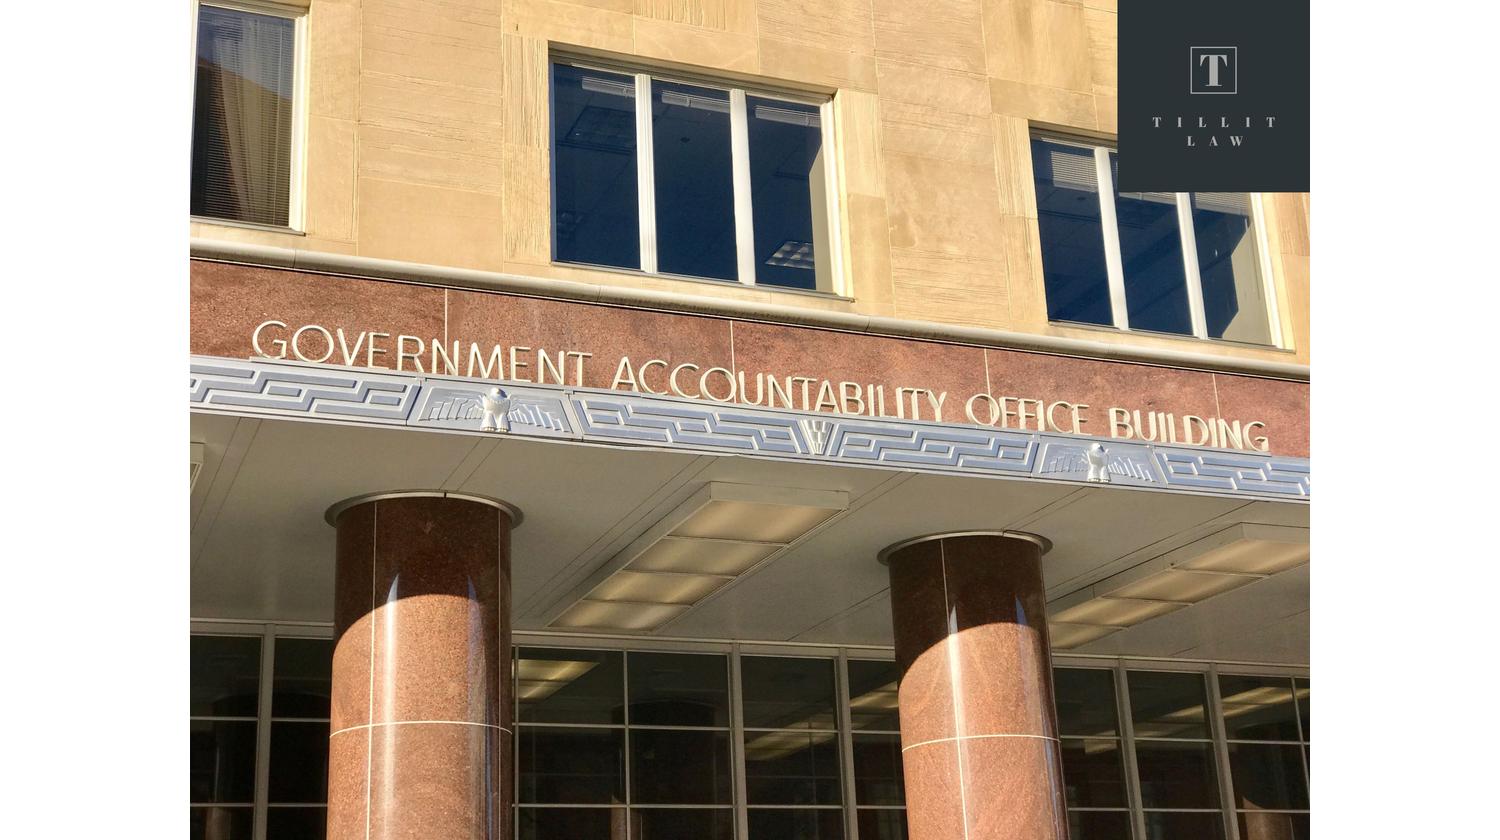 T
TILLIT
LAW
GOVERNMENT ACCOUNTABILITY OFFICE BUILDING